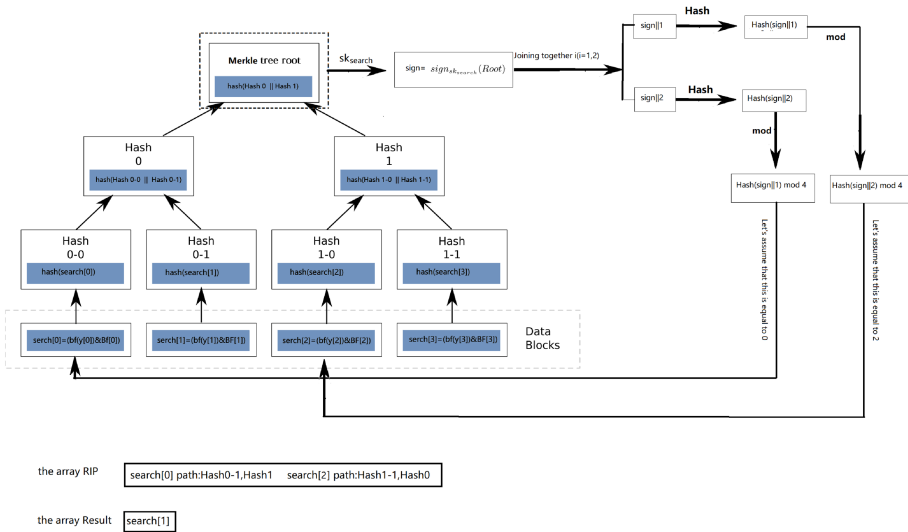 Merkle tree root
hash(Hash 0 || Hash 1)
sk_search
sign= sign_{sk_{search}}(Root)
Joining together i(i=1,2)
sign||1
Hash
Hash(sign||1)
mod
sign||2
Hash
Hash(sign||2)
mod
Hash(sign||1) mod 4
Hash(sign||2) mod 4
Let's assume that this is equal to 0
Let's assume that this is equal to 2
Hash
0
hash(Hash 0-0 || Hash 0-1)
Hash
1
hash(Hash 1-0 || Hash 1-1)
Hash
0-0
hash(search[0])
Hash
0-1
hash(search[1])
Hash
1-0
hash(search[2])
Hash
1-1
hash(search[3])
serch[0]=(bf(y[0])&Bf[0])
serch[1]=(bf(y[1])&BF[1])
serch[2]=(bf(y[2])&BF[2])
serch[3]=(bf(y[3])&BF[3])
Data
Blocks
the array RIP
search[0] path:Hash0-1,Hash1 search[2] path:Hash1-1,Hash0
the array Result
search[1]